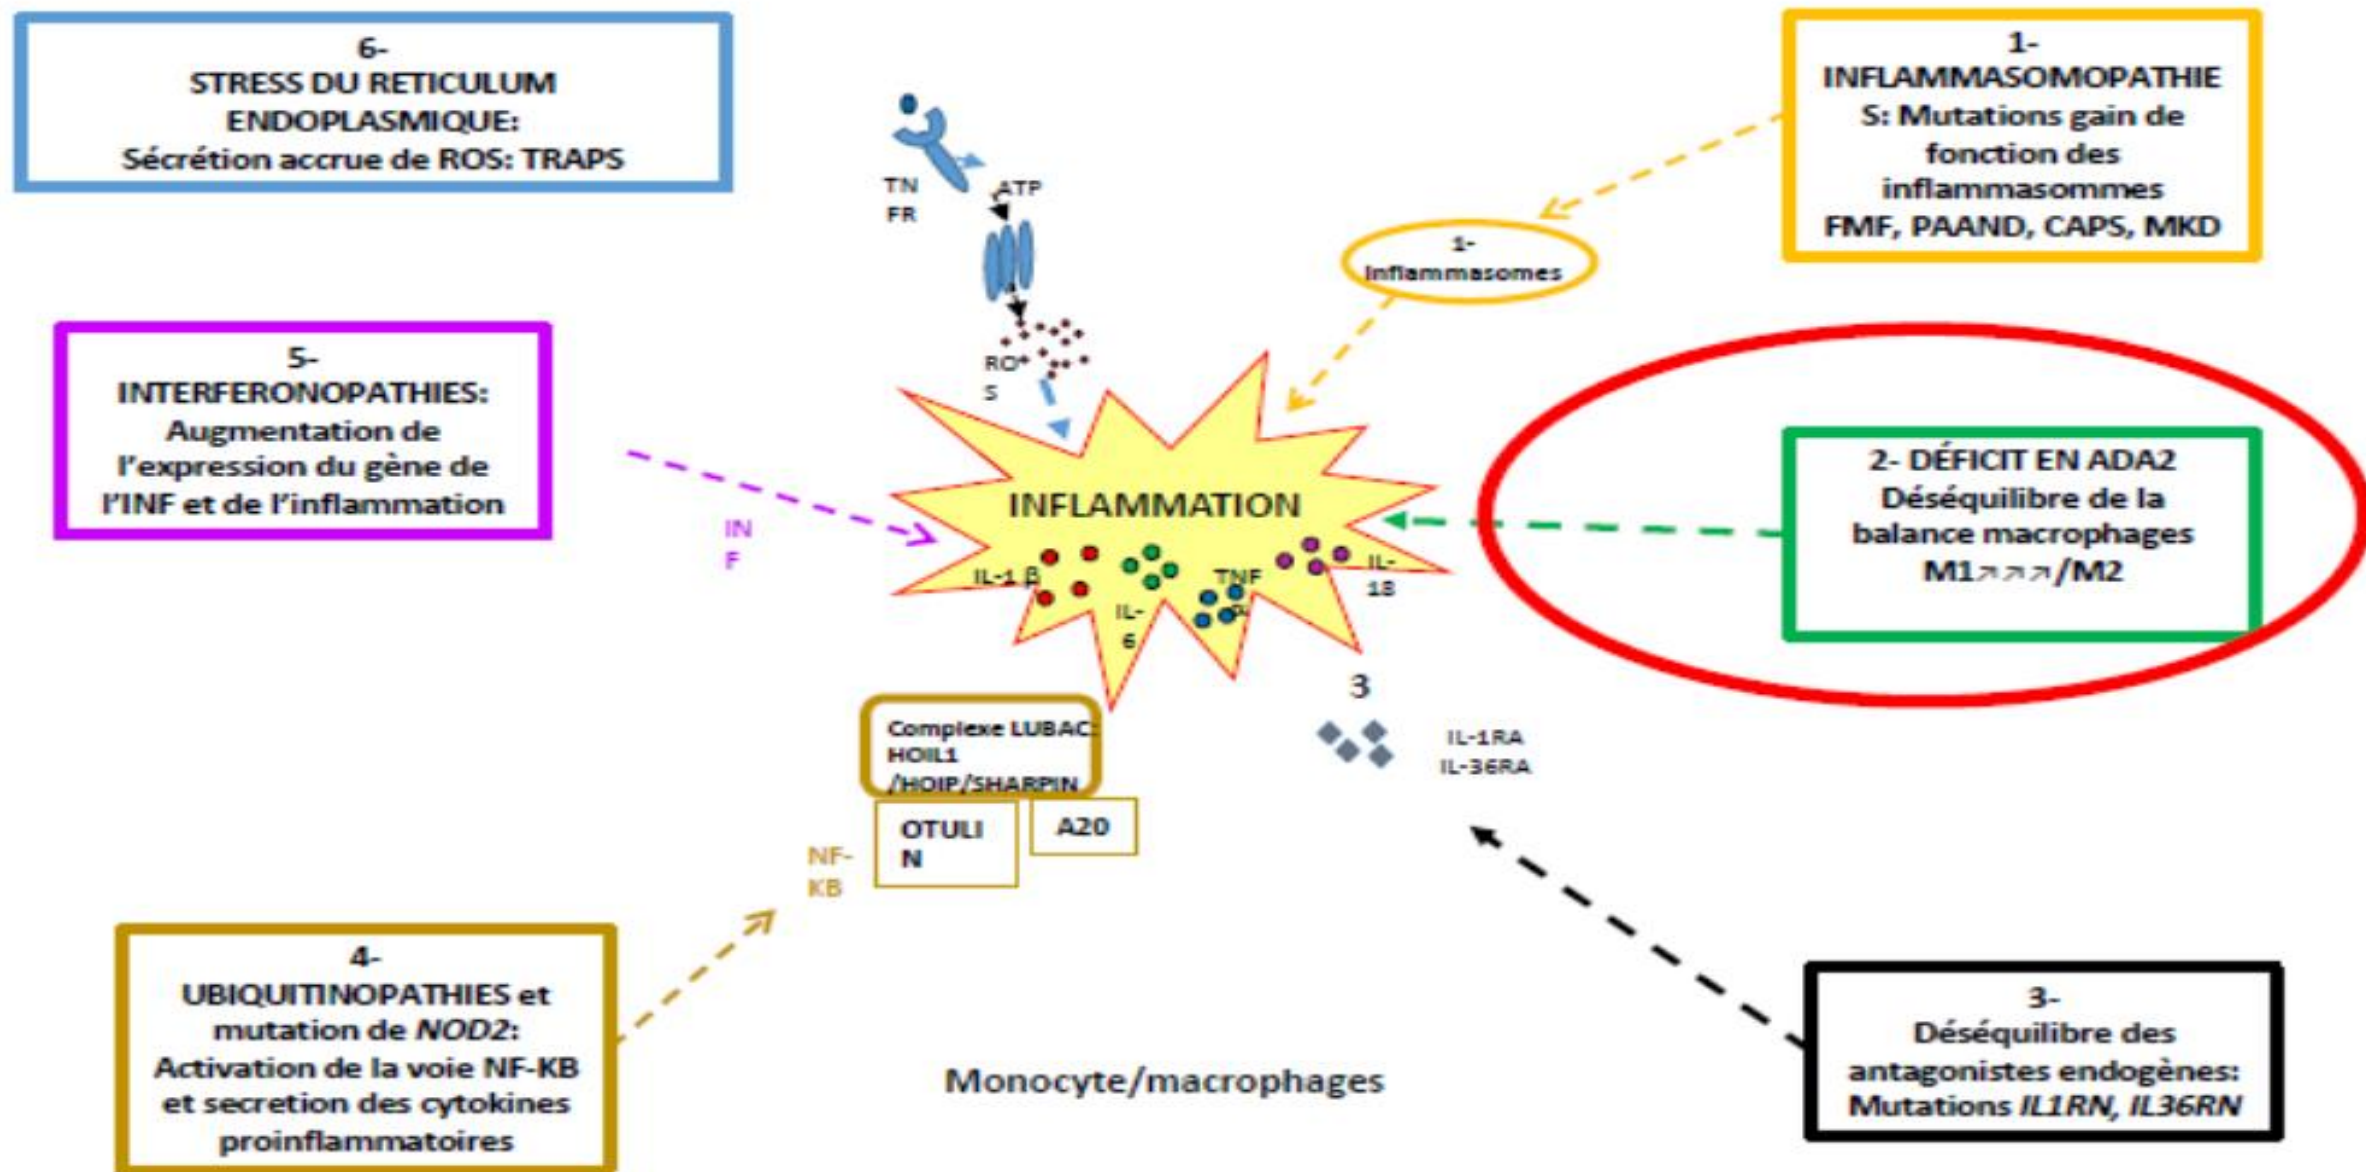 6-
STRESS DU RETICULUM
ENDOPLASMIQUE:
Sécrétion accrue de ROS: TRAPS
TN
FR
ATP
RO
S
1-
INFLAMMASOMOPATHIE
S: Mutations gain de
fonction des
inflammasommes
FMF, PAAND, CAPS, MKD
1-
Inflammasomes
5-
INTERFERONOPATHIES:
Augmentation de
l'expression du gène de
l'INF et de l'inflammation
IN
F
INFLAMMATION
IL-1 β
IL-
6
TNF
α
IL-
18
2- DÉFICIT EN ADA2
Déséquilibre de la
balance macrophages
M1↗↗↗/M2
3
IL-1RA
IL-36RA
Complexe LUBAC:
HOIL1
/HOIP/SHARPIN
OTULI
N
A20
NF-
KB
4-
UBIQUITINOPATHIES et
mutation de NOD2:
Activation de la voie NF-KB
et secretion des cytokines
proinflammatoires
Monocyte/macrophages
3-
Déséquilibre des
antagonistes endogènes:
Mutations IL1RN, IL36RN